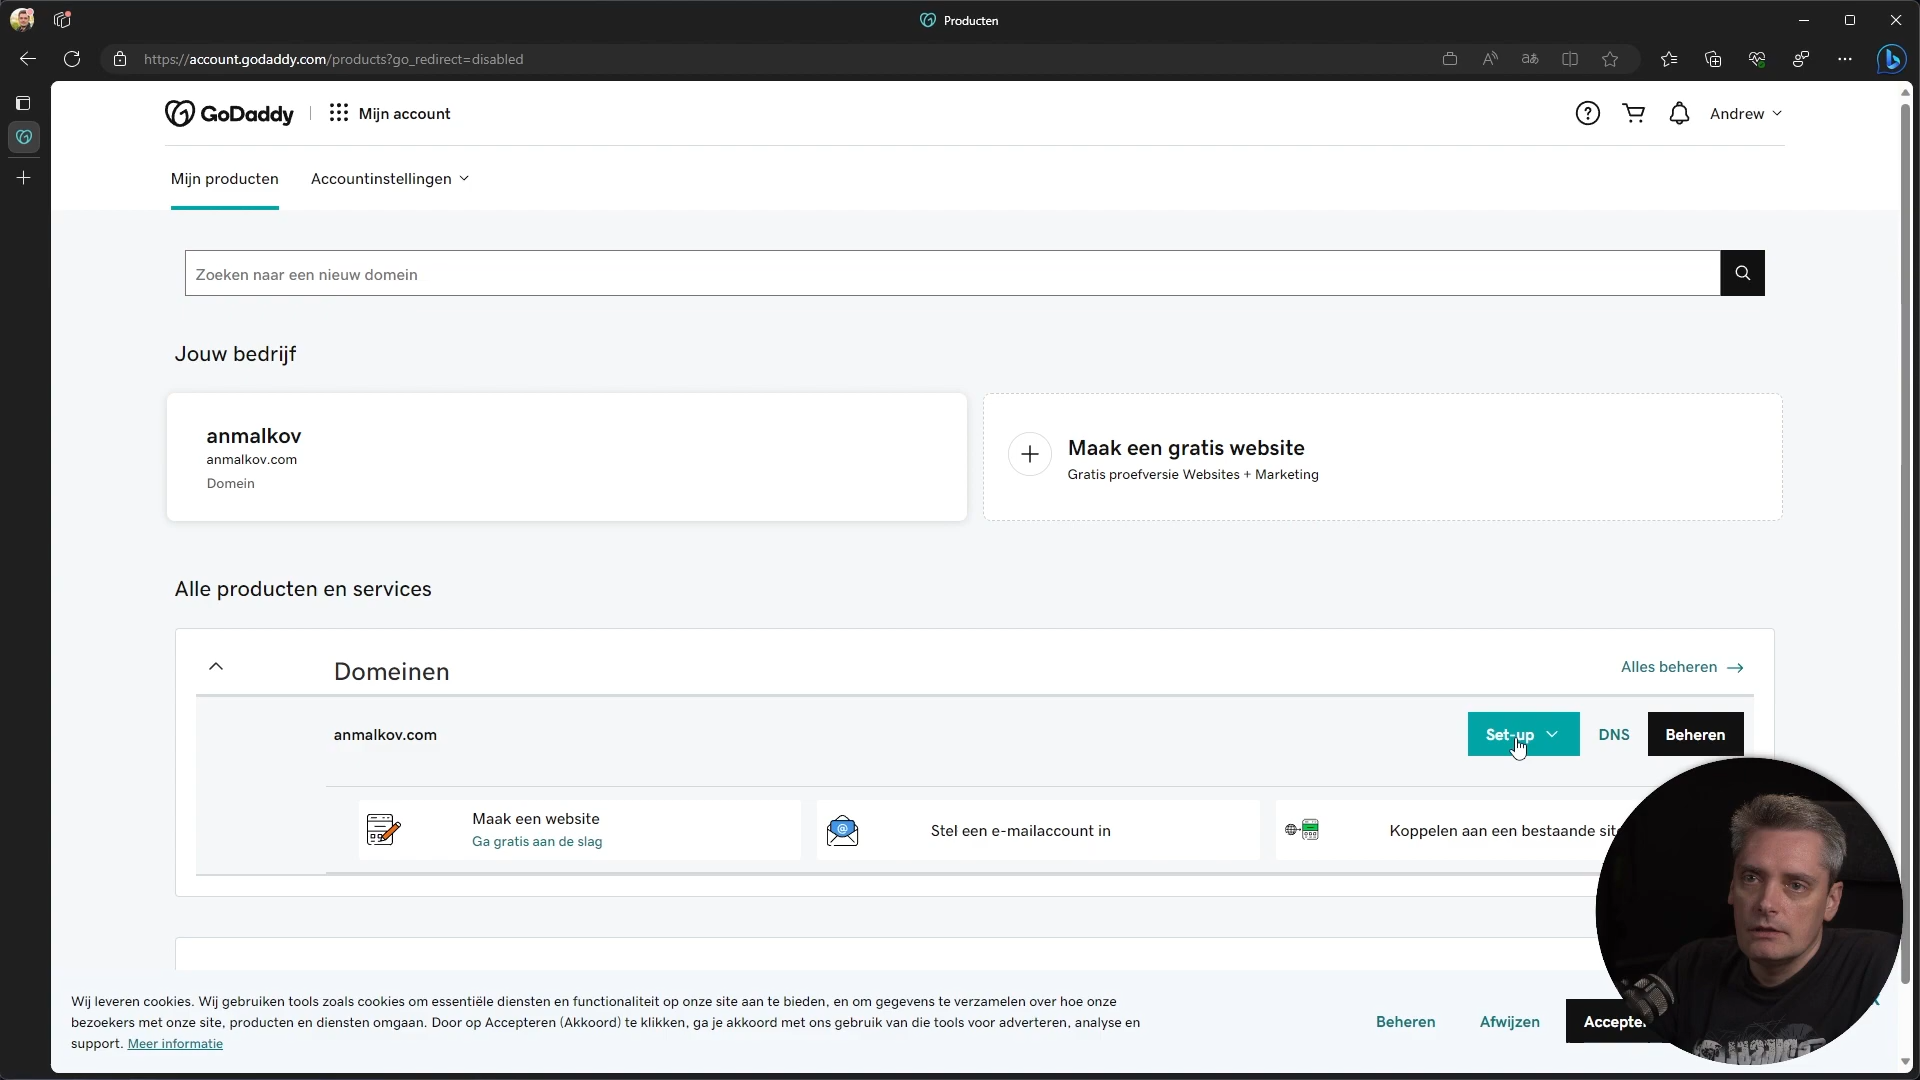 Producten
https://account.godaddy.com/products?go_redirect=disabled
GoDaddy
Mijn account
Andrew
Mijn producten
Accountinstellingen
Zoeken naar een nieuw domein
Jouw bedrijf
anmalkov
anmalkov.com
Domein
Maak een gratis website
Gratis proefversie Websites + Marketing
Alle producten en services
Domeinen
Alles beheren
anmalkov.com
Set-up
DNS
Beheren
Maak een website
Ga gratis aan de slag
Stel een e-mailaccount in
Koppelen aan een bestaande
Wij leveren cookies. Wij gebruiken tools zoals cookies om essentiële diensten en functionaliteit op onze site aan te bieden, en om gegevens te verzamelen over hoe onze
bezoekers met onze site, producten en diensten omgaan. Door op Accepteren (Akkoord) te klikken, ga je akkoord met ons gebruik van die tools voor adverteren, analyse en
support. Meer informatie
Beheren
Afwijzen